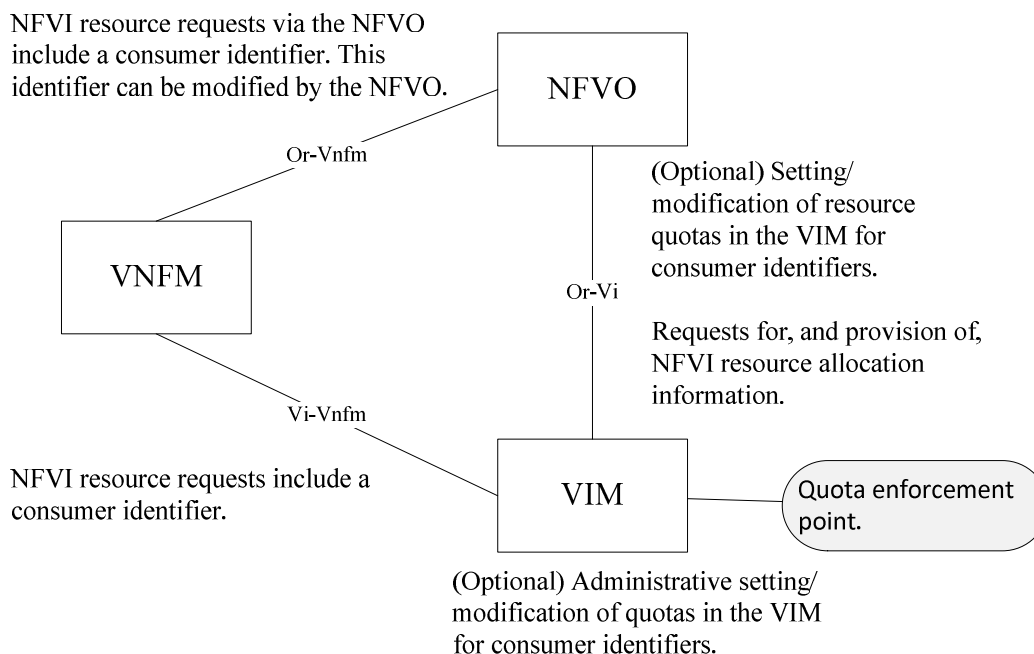 NFVI resource requests via the NFVO
include a consumer identifier. This
identifier can be modified by the NFVO.
NFVO
Or-Vnfm
(Optional) Setting/
modification of resource
quotas in the VIM for
consumer identifiers.
VNFM
Or-Vi
Requests for, and provision of,
NFVI resource allocation
information.
Vi-Vnfm
NFVI resource requests include a
consumer identifier.
VIM
Quota enforcement
point.
(Optional) Administrative setting/
modification of quotas in the VIM
for consumer identifiers.